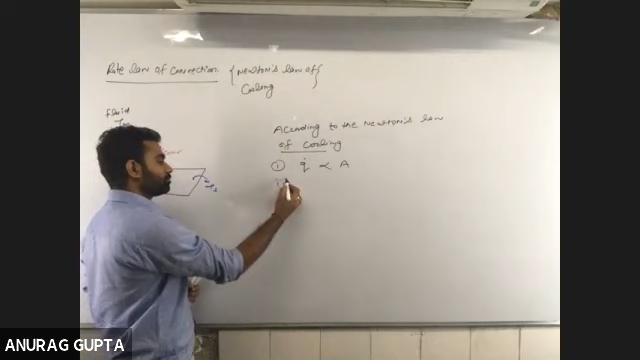 Rate law of Convection {Newton's law of
Cooling}
fluid
T∞
According to the Newton's law
of Cooling
① q̇ ∝ A
Ts
ANURAG GUPTA